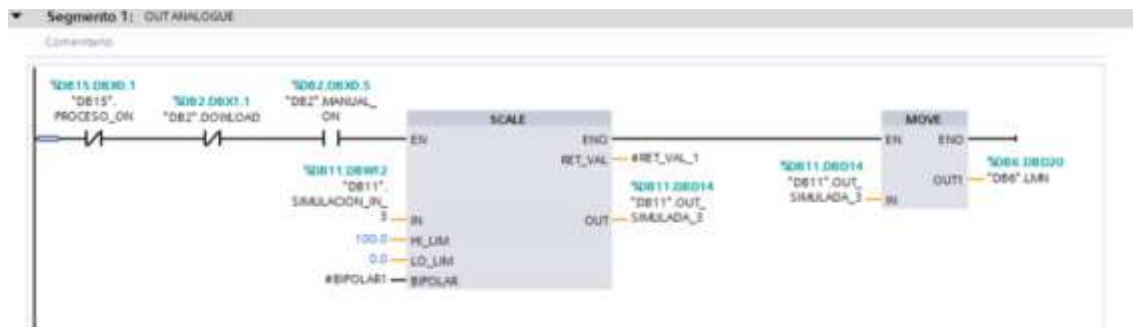 Segmento 1: OUT ANALOGUE
Comentario
%DB15.DBX0.1
"DB15".
PROCESO_ON
%DB2.DBX1.1
"DB2".DOWLOAD
%DB2.DBX0.5
"DB2".MANUAL_
ON
SCALE
EN
ENO
%DB11.DBW12
"DB11".
SIMULACION_IN_
3
IN
100.0
HI_LIM
0.0
LO_LIM
#BIPOLAR1
BIPOLAR
RET_VAL
#RET_VAL_1
%DB11.DBD14
"DB11".OUT_
OUT
SIMULADA_3
MOVE
EN
ENO
%DB11.DBD14
"DB11".OUT_
SIMULADA_3
IN
OUT1
%DB6.DBD20
"DB6".LMN